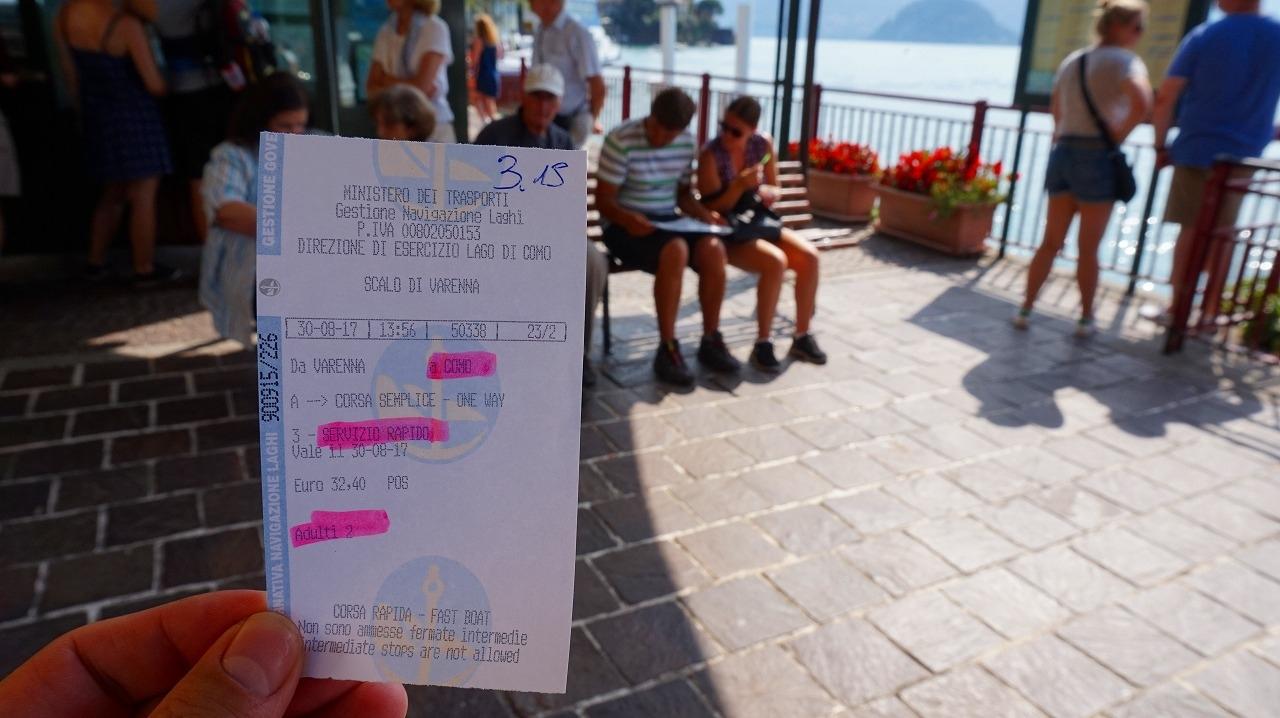 3.15
MINISTERO DEI TRASPORTI
Gestione Navigazione Laghi
P.IVA 00802050153
DIREZIONE DI ESERCIZIO LAGO DI COMO
SCALO DI VARENNA
30-08-17 | 13:56 | 50338 | 23/2
Da VARENNA a COMO
A --> CORSA SEMPLICE - ONE WAY
3 - SERVIZIO RAPIDO
Vale il 30-08-17
Euro 32,40 POS
Adulti 2
CORSA RAPIDA - FAST BOAT
Non sono ammesse fermate intermedie
intermediate stops are not allowed
GESTIONE GOVE
900915/226
NATIVA NAVIGAZIONE LAGHI